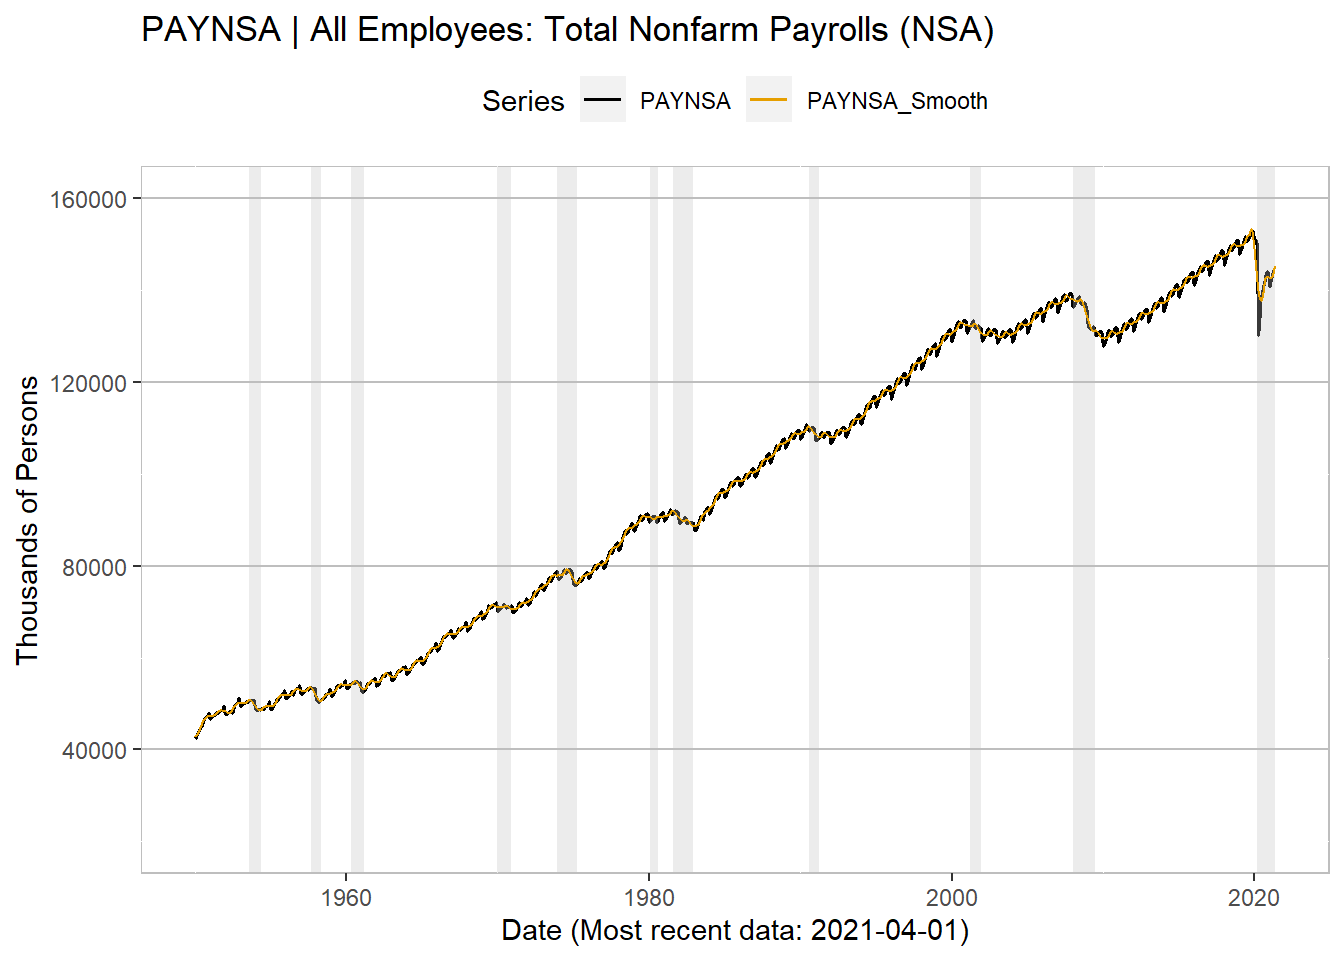 PAYNSA | All Employees: Total Nonfarm Payrolls (NSA)
Series PAYNSA PAYNSA_Smooth
Thousands of Persons
160000
120000
80000
40000
1960 1980 2000 2020
Date (Most recent data: 2021-04-01)